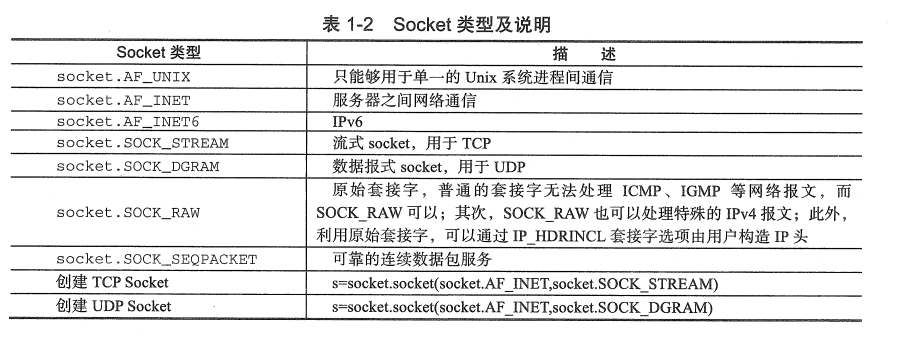 表 1-2 Socket 类型及说明
Socket 类型 描 述
socket.AF_UNIX 只能够用于单一的 Unix 系统进程间通信
socket.AF_INET 服务器之间网络通信
socket.AF_INET6 IPv6
socket.SOCK_STREAM 流式 socket，用于 TCP
socket.SOCK_DGRAM 数据报式 socket，用于 UDP
原始套接字，普通的套接字无法处理 ICMP、IGMP 等网络报文，而
socket.SOCK_RAW SOCK_RAW 可以；其次，SOCK_RAW 也可以处理特殊的 IPv4 报文；此外，
利用原始套接字，可以通过 IP_HDRINCL 套接字选项由用户构造 IP 头
socket.SOCK_SEQPACKET 可靠的连续数据包服务
创建 TCP Socket s=socket.socket(socket.AF_INET,socket.SOCK_STREAM)
创建 UDP Socket s=socket.socket(socket.AF_INET,socket.SOCK_DGRAM)